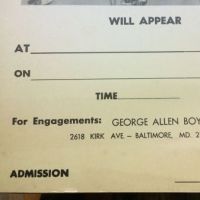 WILL APPEAR
AT
ON
TIME
For Engagements: GEORGE ALLEN BOY
2618 KIRK AVE. – BALTIMORE, MD. 2
ADMISSION